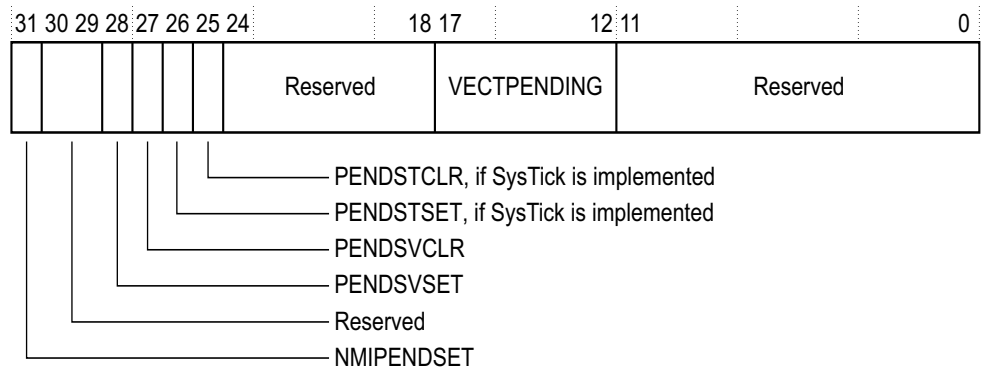 31 30 29 28 27 26 25 24 18 17 12 11 0
Reserved VECTPENDING Reserved
PENDSTCLR, if SysTick is implemented
PENDSTSET, if SysTick is implemented
PENDSVCLR
PENDSVSET
Reserved
NMIPENDSET